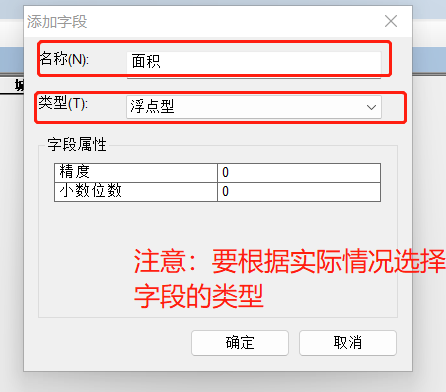 添加字段
名称(N):
面积
城
类型(T):
浮点型
字段属性
精度 0
小数位数 0
注意：要根据实际情况选择
字段的类型
确定 取消